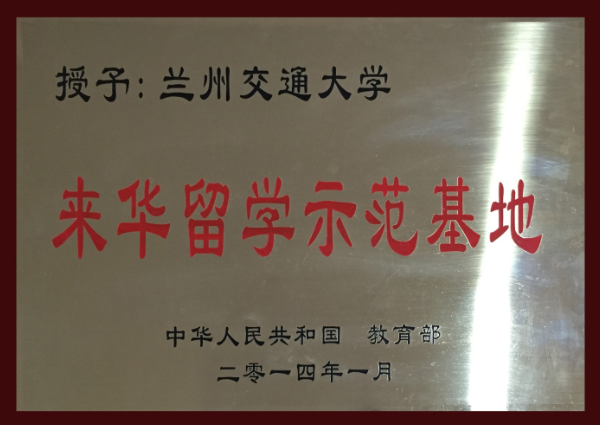 授予：兰州交通大学
来华留学示范基地
中华人民共和国 教育部
二零一四年一月